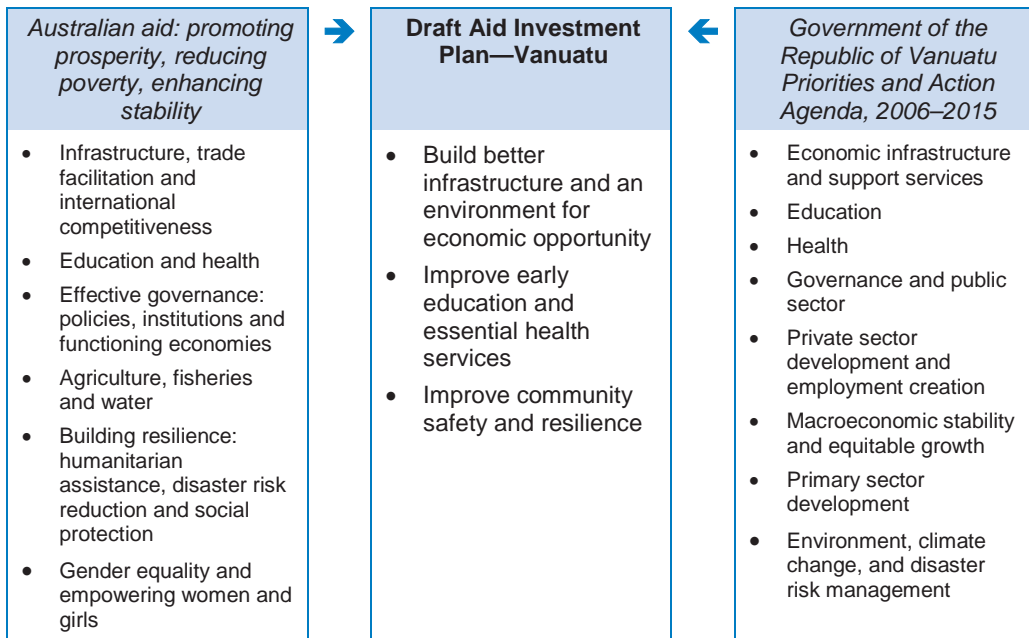 Australian aid: promoting
prosperity, reducing
poverty, enhancing
stability
• Infrastructure, trade
facilitation and
international
competitiveness
• Education and health
• Effective governance:
policies, institutions and
functioning economies
• Agriculture, fisheries
and water
• Building resilience:
humanitarian
assistance, disaster risk
reduction and social
protection
• Gender equality and
empowering women and
girls
Draft Aid Investment
Plan—Vanuatu
• Build better
infrastructure and an
environment for
economic opportunity
• Improve early
education and
essential health
services
• Improve community
safety and resilience
Government of the
Republic of Vanuatu
Priorities and Action
Agenda, 2006–2015
• Economic infrastructure
and support services
• Education
• Health
• Governance and public
sector
• Private sector
development and
employment creation
• Macroeconomic stability
and equitable growth
• Primary sector
development
• Environment, climate
change, and disaster
risk management